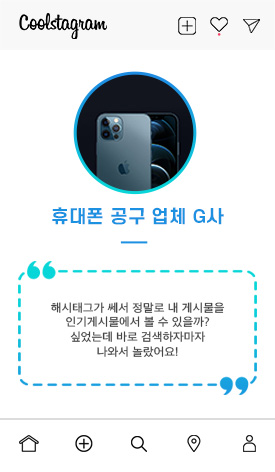 Coolstagram
휴대폰 공구 업체 G사
해시태그가 쎄서 정말로 내 게시물을
인기게시물에서 볼 수 있을까?
싶었는데 바로 검색하자마자
나와서 놀랐어요!